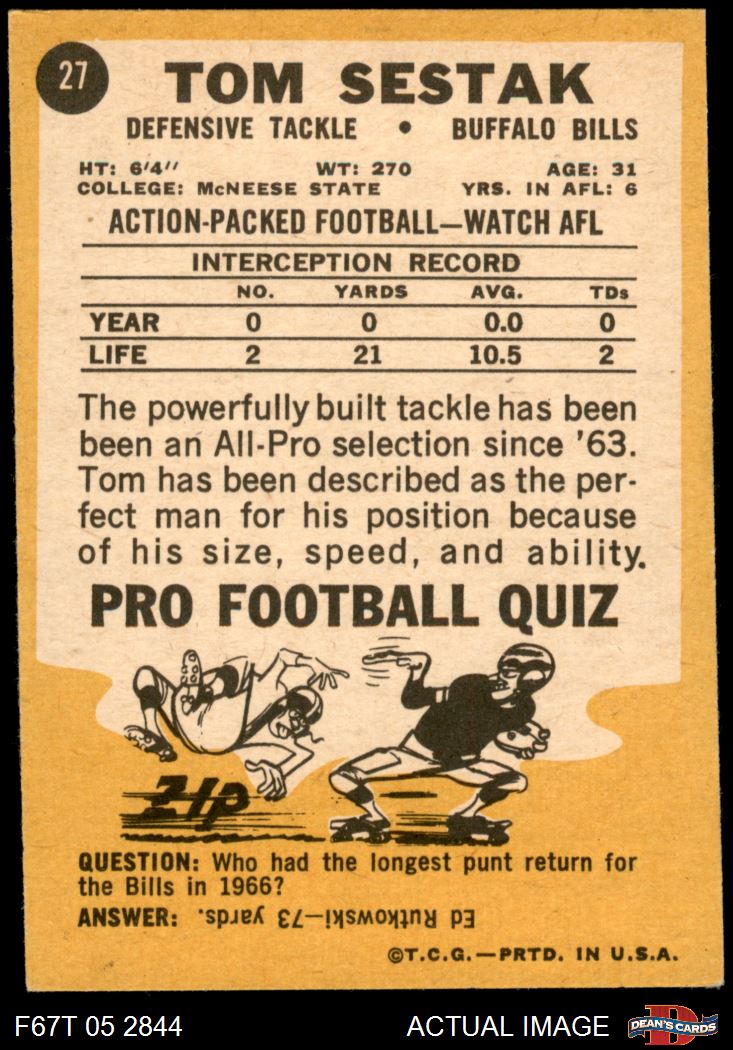 27
TOM SESTAK
DEFENSIVE TACKLE • BUFFALO BILLS
HT: 6'4'' WT: 270 AGE: 31
COLLEGE: McNEESE STATE YRS. IN AFL: 6
ACTION-PACKED FOOTBALL—WATCH AFL
INTERCEPTION RECORD
NO. YARDS AVG. TDs
YEAR 0 0 0.0 0
LIFE 2 21 10.5 2
The powerfully built tackle has been
been an All-Pro selection since '63.
Tom has been described as the per-
fect man for his position because
of his size, speed, and ability.
PRO FOOTBALL QUIZ
ZIP
QUESTION: Who had the longest punt return for
the Bills in 1966?
ANSWER: Ed Rutkowski—73 yards.
©T.C.G.—PRTD. IN U.S.A.
F67T 05 2844 ACTUAL IMAGE D DEAN'S CARDS